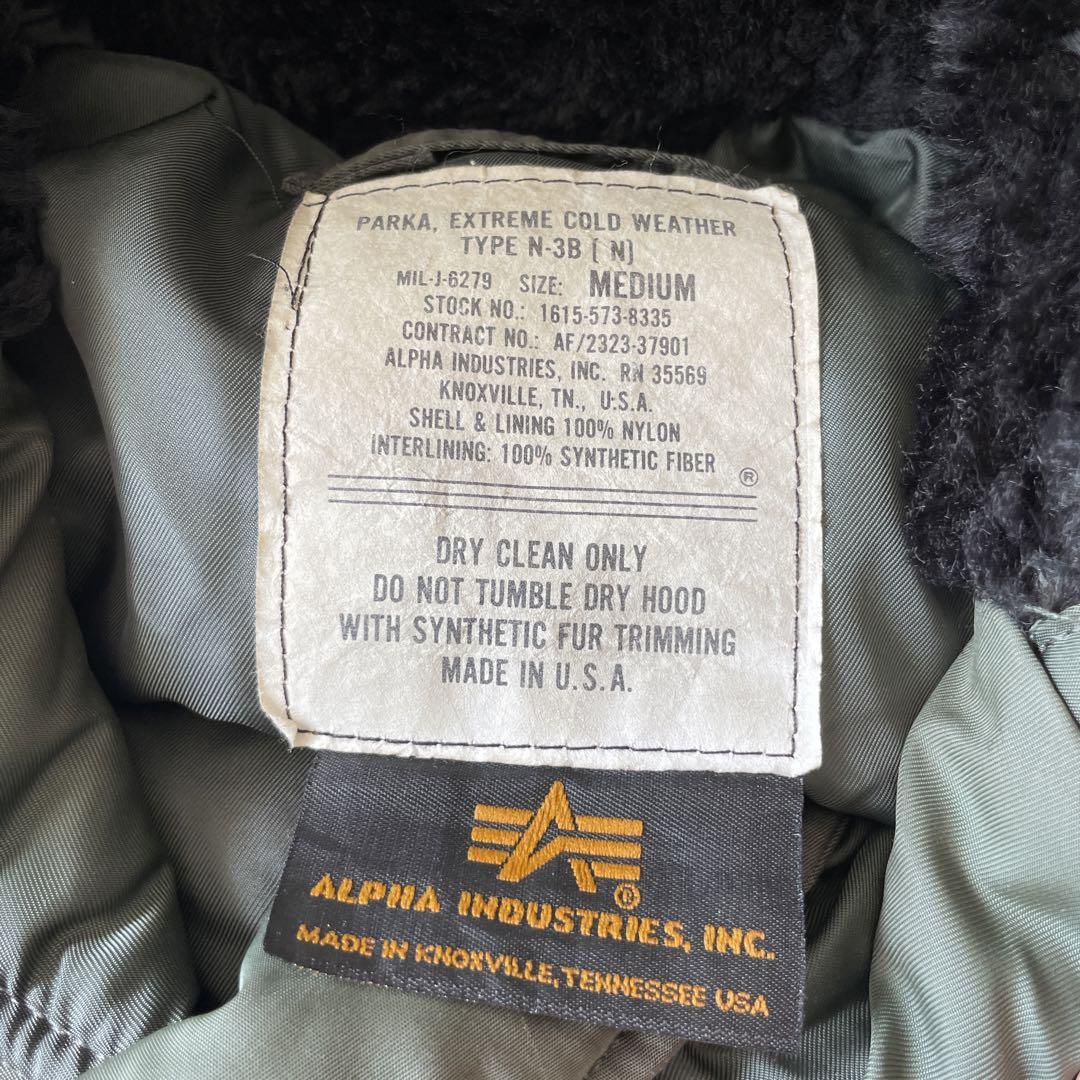 PARKA, EXTREME COLD WEATHER
TYPE N-3B [ N]
MIL-J-6279 SIZE: MEDIUM
STOCK NO.: 1615-573-8335
CONTRACT NO.: AF/2323-37901
ALPHA INDUSTRIES, INC. RN 35569
KNOXVILLE, TN., U.S.A.
SHELL & LINING 100% NYLON
INTERLINING: 100% SYNTHETIC FIBER
®
DRY CLEAN ONLY
DO NOT TUMBLE DRY HOOD
WITH SYNTHETIC FUR TRIMMING
MADE IN U.S.A.
®
ALPHA INDUSTRIES, INC.
MADE IN KNOXVILLE, TENNESSEE USA